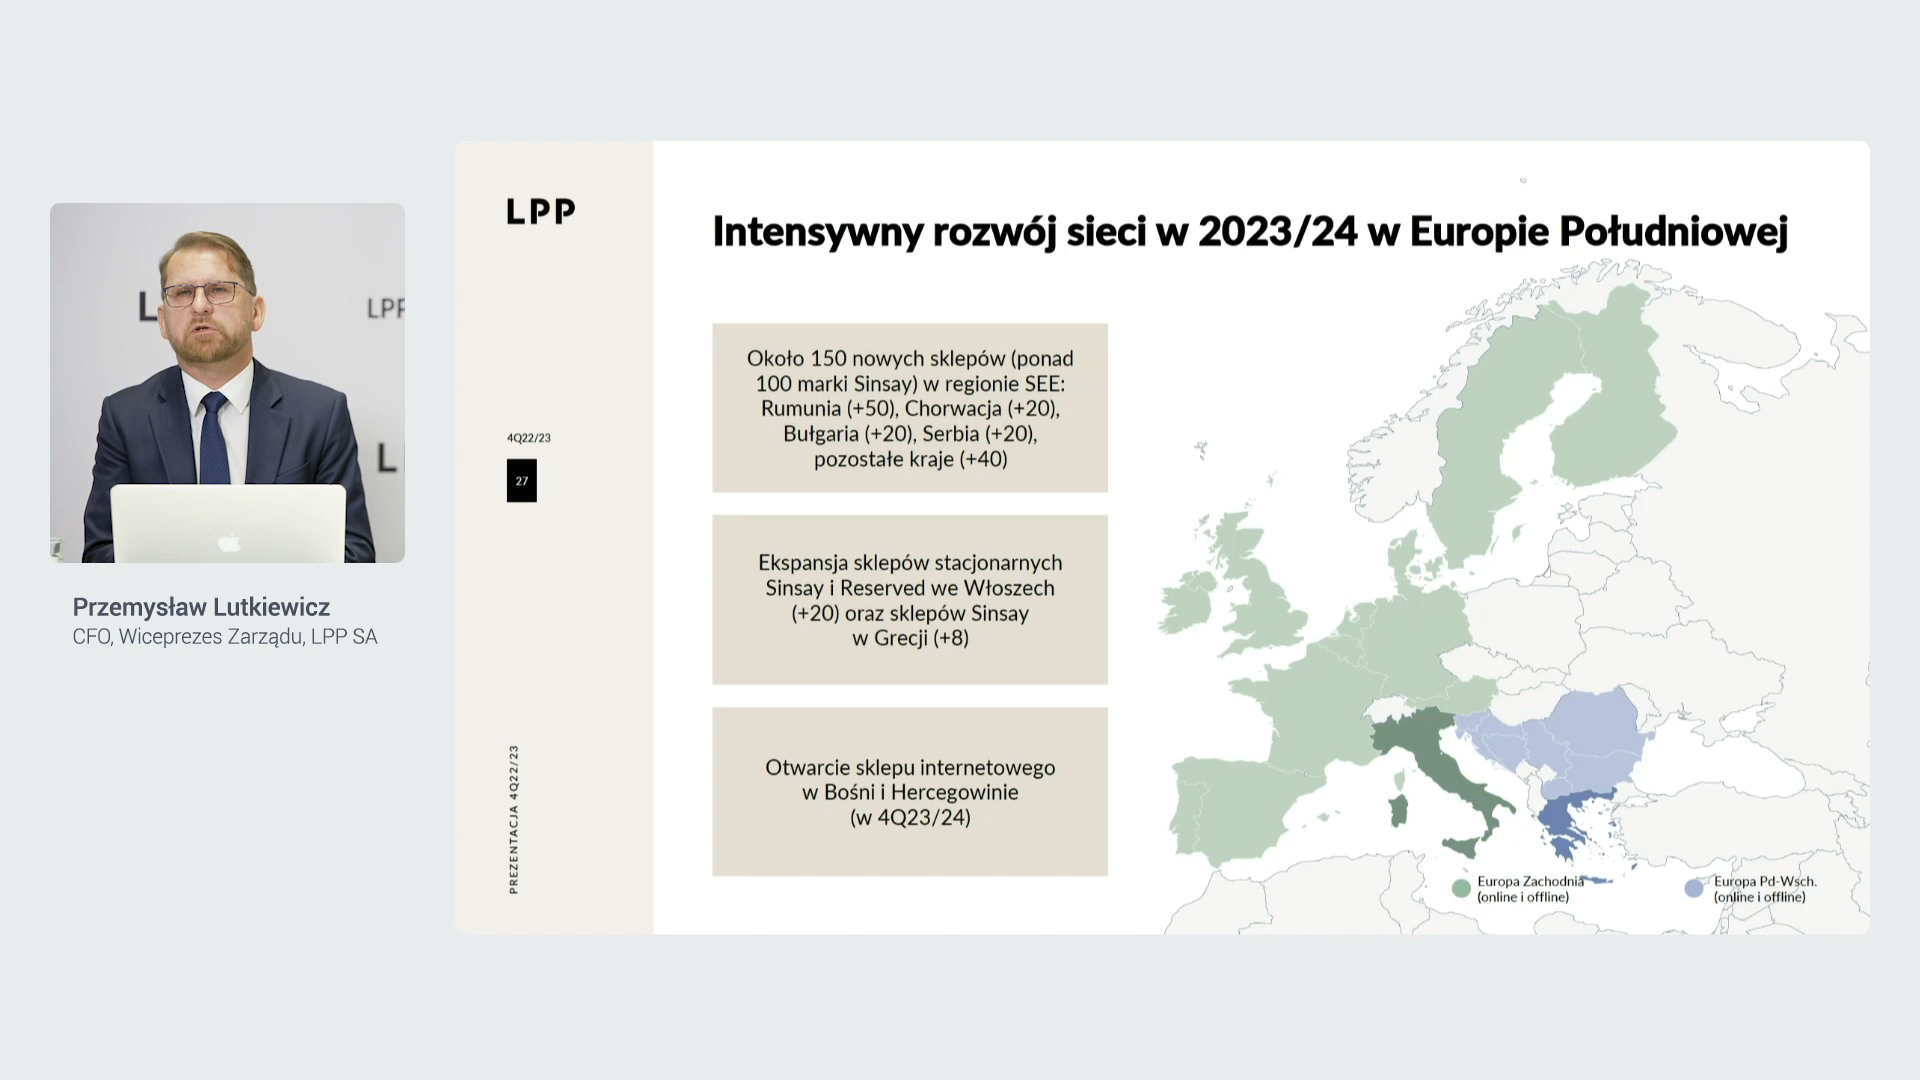 LPP
Przemysław Lutkiewicz
CFO, Wiceprezes Zarządu, LPP SA
LPP
4Q22/23
27
PREZENTACJA 4Q22/23
Intensywny rozwój sieci w 2023/24 w Europie Południowej
Około 150 nowych sklepów (ponad
100 marki Sinsay) w regionie SEE:
Rumunia (+50), Chorwacja (+20),
Bułgaria (+20), Serbia (+20),
pozostałe kraje (+40)
Ekspansja sklepów stacjonarnych
Sinsay i Reserved we Włoszech
(+20) oraz sklepów Sinsay
w Grecji (+8)
Otwarcie sklepu internetowego
w Bośni i Hercegowinie
(w 4Q23/24)
Europa Zachodnia
(online i offline)
Europa Pd-Wsch.
(online i offline)